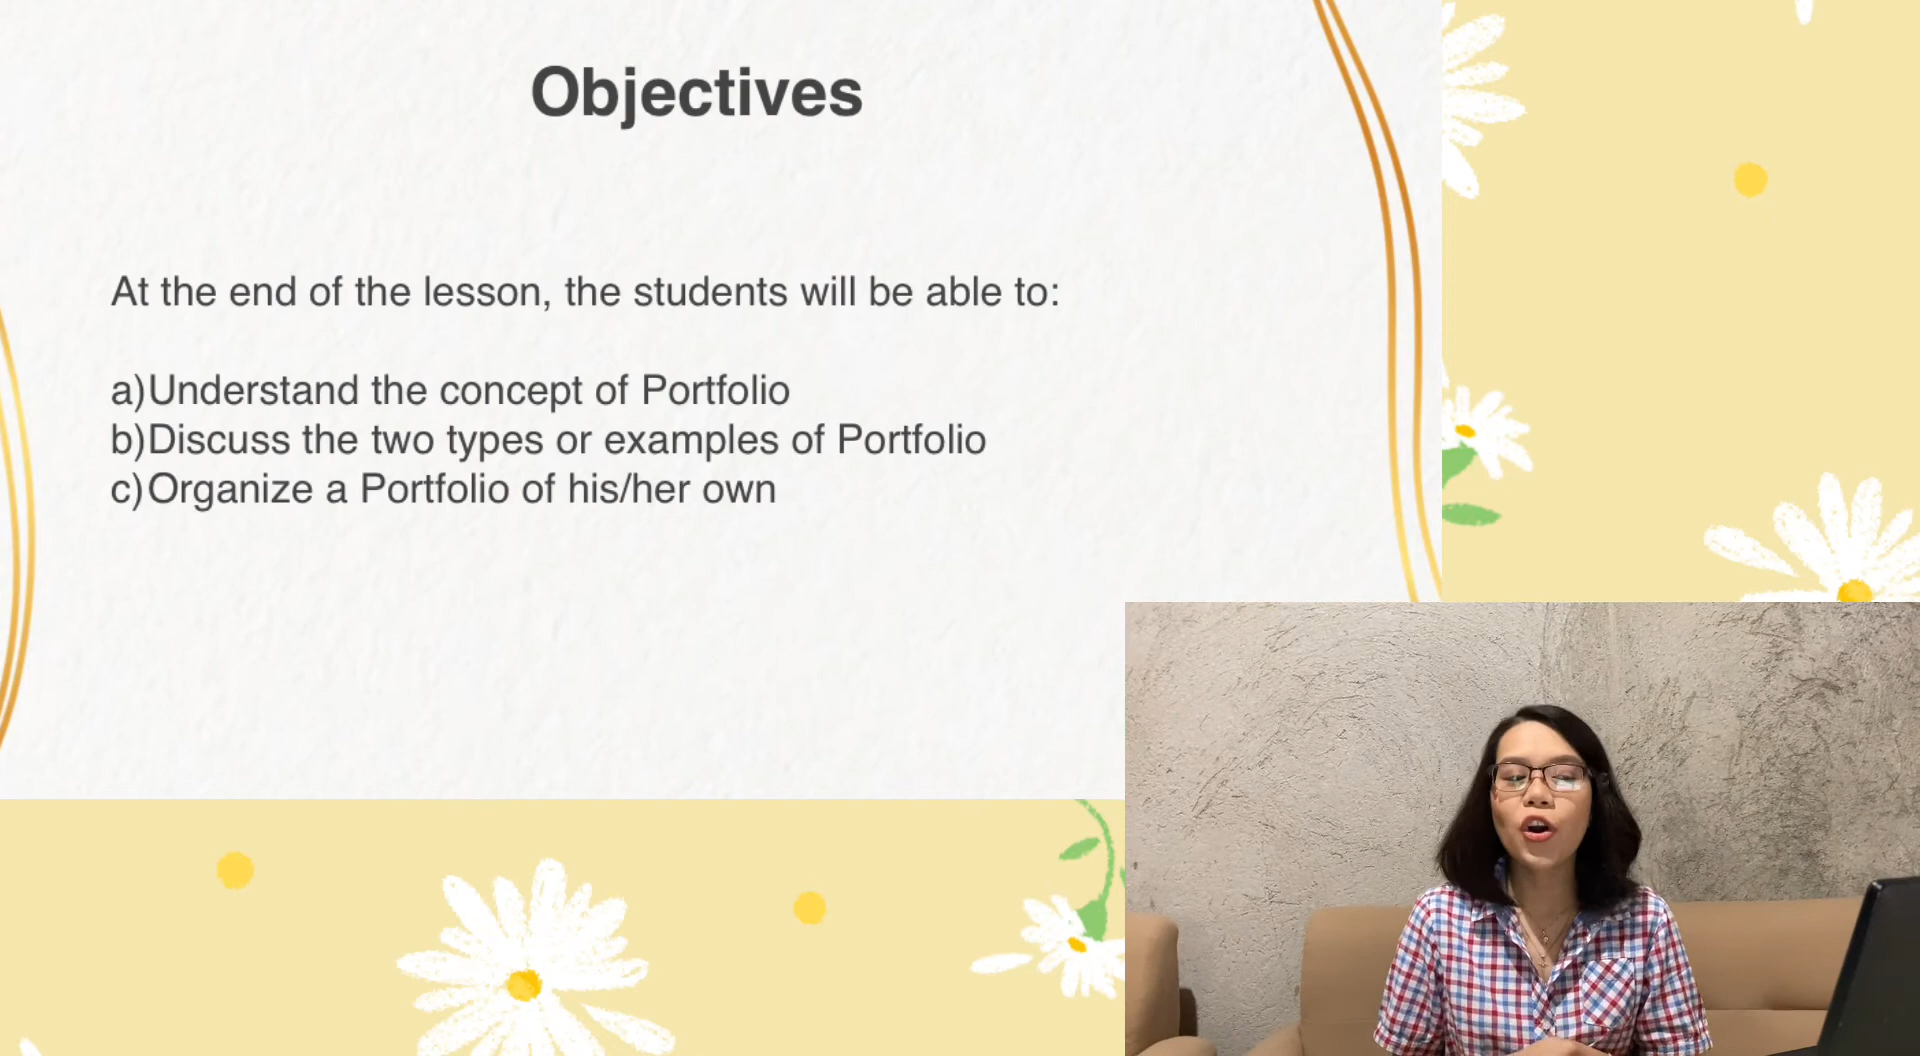 Objectives
At the end of the lesson, the students will be able to:
a)Understand the concept of Portfolio
b)Discuss the two types or examples of Portfolio
c)Organize a Portfolio of his/her own